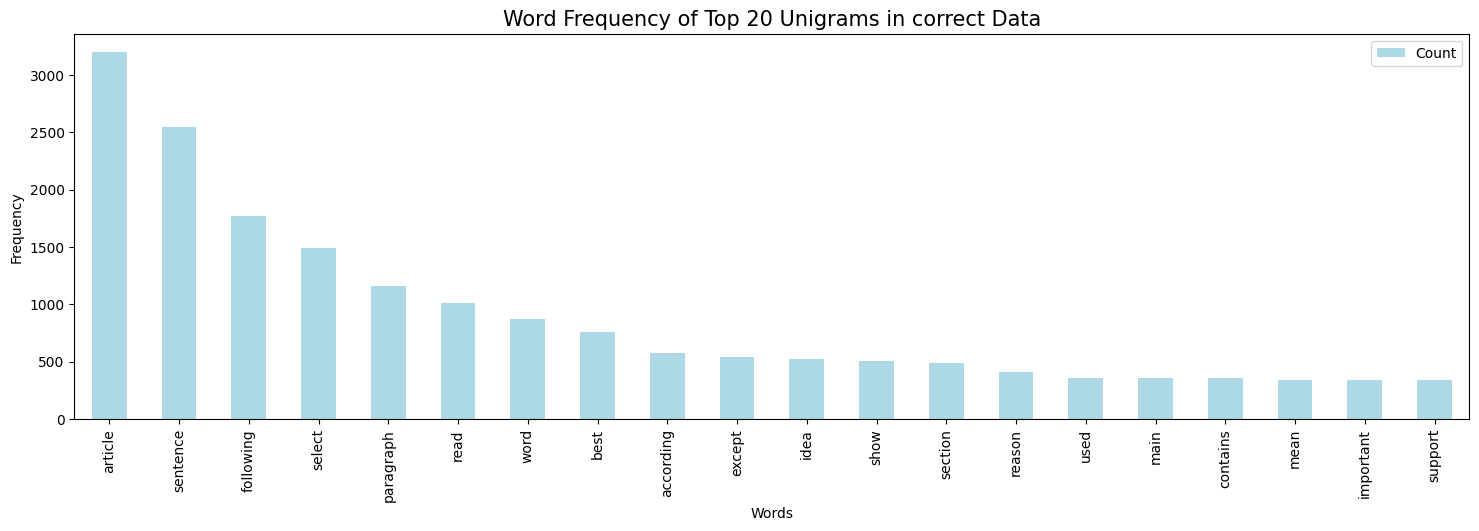 Word Frequency of Top 20 Unigrams in correct Data
Count
Frequency
3000
2500
2000
1500
1000
500
0
article
sentence
following
select
paragraph
read
word
best
according
except
idea
show
section
reason
used
main
contains
mean
important
support
Words